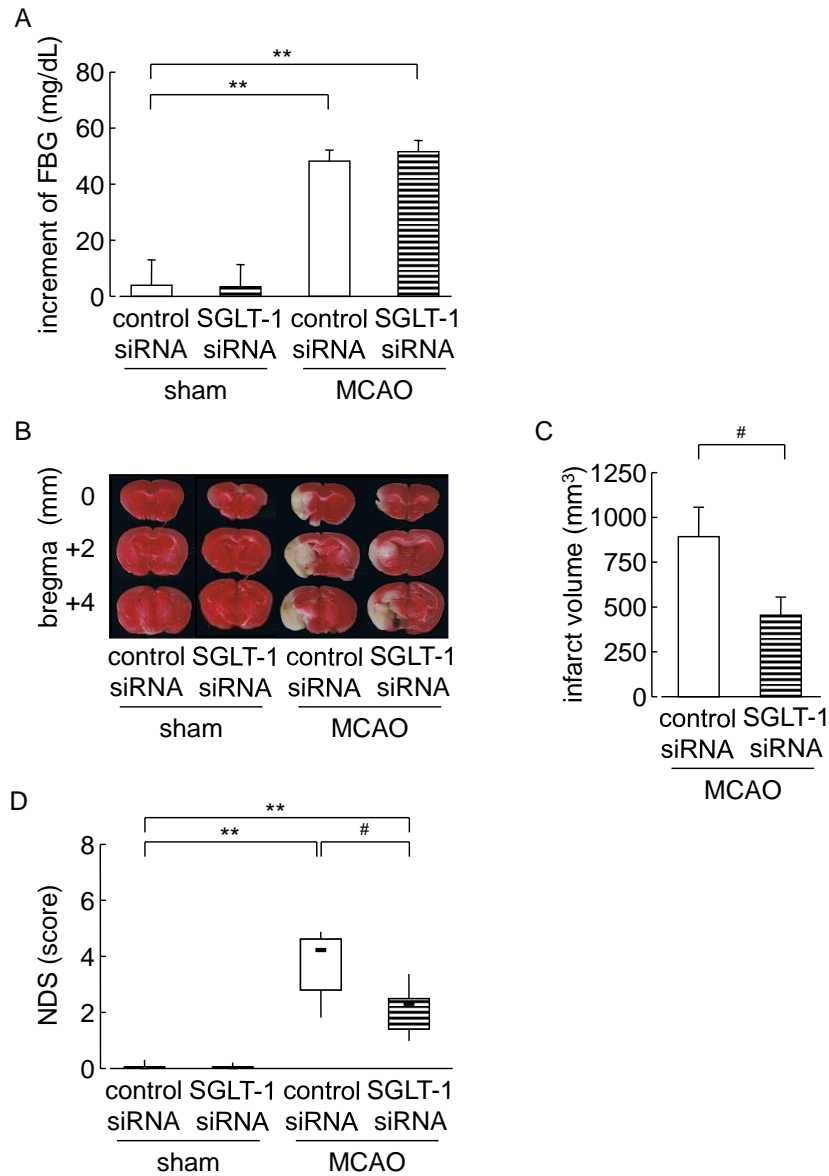 A
increment of FBG (mg/dL)
**
**
80
60
40
20
0
control SGLT-1 control SGLT-1
siRNA siRNA siRNA siRNA
sham MCAO
B
bregma (mm)
0
+2
+4
control SGLT-1 control SGLT-1
siRNA siRNA siRNA siRNA
sham MCAO
C
infarct volume (mm³)
#
1250
1000
750
500
250
0
control SGLT-1
siRNA siRNA
MCAO
D
NDS (score)
**
** #
8
6
4
2
0
control SGLT-1 control SGLT-1
siRNA siRNA siRNA siRNA
sham MCAO